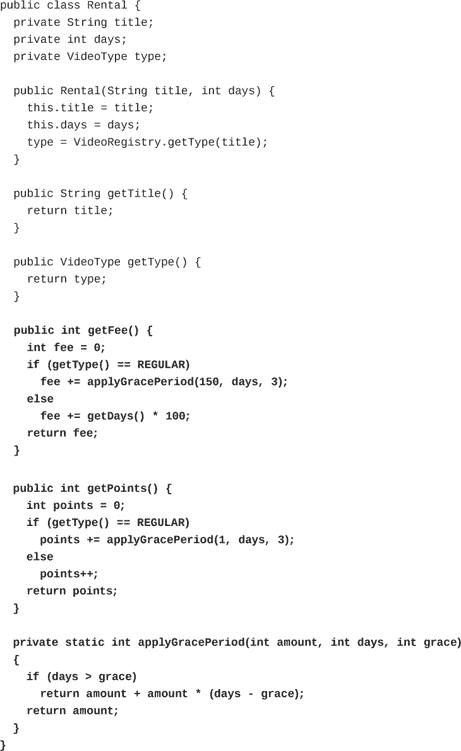 public class Rental {
  private String title;
  private int days;
  private VideoType type;

  public Rental(String title, int days) {
    this.title = title;
    this.days = days;
    type = VideoRegistry.getType(title);
  }

  public String getTitle() {
    return title;
  }

  public VideoType getType() {
    return type;
  }

  public int getFee() {
    int fee = 0;
    if (getType() == REGULAR)
      fee += applyGracePeriod(150, days, 3);
    else
      fee += getDays() * 100;
    return fee;
  }

  public int getPoints() {
    int points = 0;
    if (getType() == REGULAR)
      points += applyGracePeriod(1, days, 3);
    else
      points++;
    return points;
  }

  private static int applyGracePeriod(int amount, int days, int grace)
  {
    if (days > grace)
      return amount + amount * (days - grace);
    return amount;
  }
}